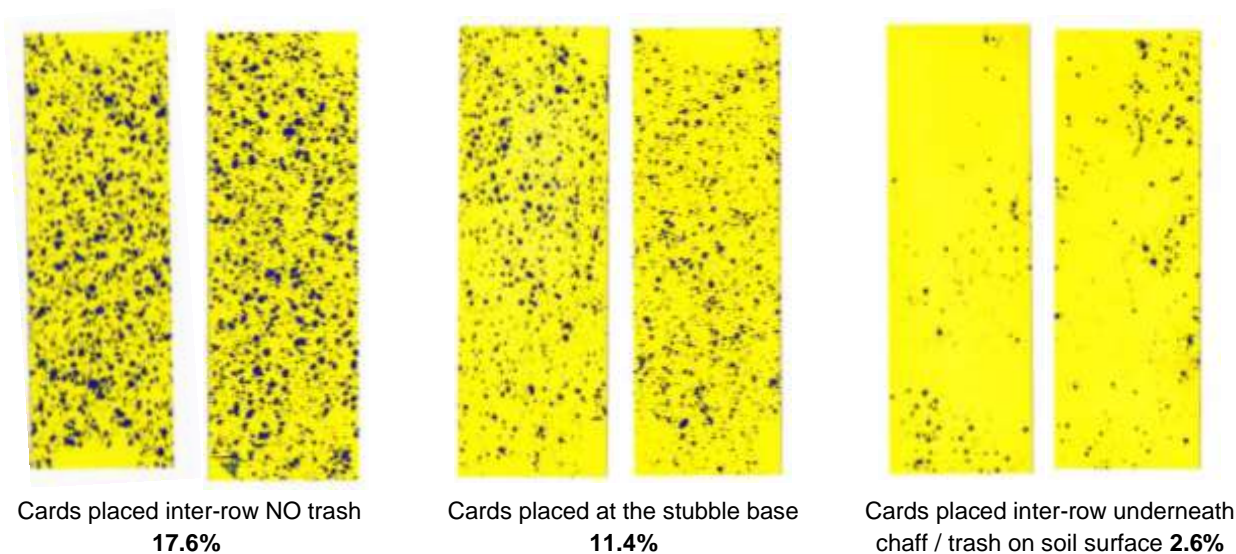 Cards placed inter-row NO trash
17.6%
Cards placed at the stubble base
11.4%
Cards placed inter-row underneath
chaff / trash on soil surface 2.6%